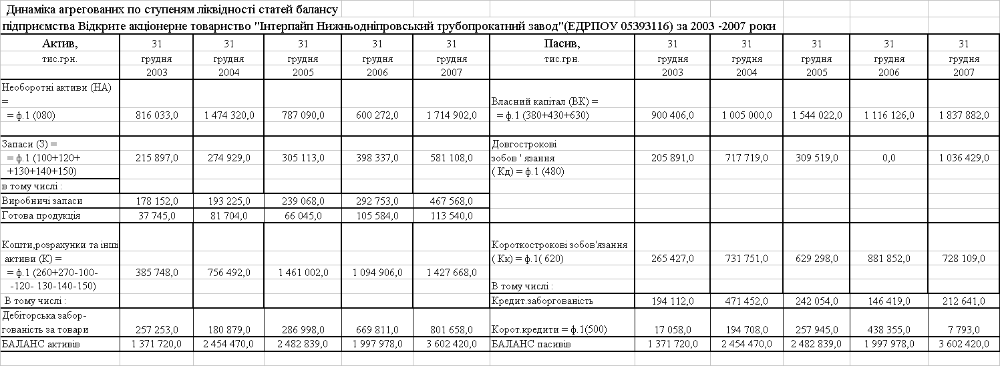 Динаміка агрегованих по ступеням ліквідності статей балансу
підприємства Відкрите акціонерне товариство "Інтерпайп Нижньодніпровський трубопрокатний завод"(ЕДРПОУ 05393116) за 2003 -2007 роки
Актив, 31 31 31 31 31 Пасив, 31 31 31 31 31
тис.грн. грудня грудня грудня грудня грудня тис.грн. грудня грудня грудня грудня грудня
2003 2004 2005 2006 2007 2003 2004 2005 2006 2007
Необоротні активи (НА)
= Власний капітал (ВК) =
= ф.1 (080) 816 033,0 1 474 320,0 787 090,0 600 272,0 1 714 902,0 = ф.1 (380+430+630) 900 406,0 1 005 000,0 1 544 022,0 1 116 126,0 1 837 882,0
Запаси (З) = Довгострокові
= ф.1 (100+120+ 215 897,0 274 929,0 305 113,0 398 337,0 581 108,0 зобов ' язання 205 891,0 717 719,0 309 519,0 0,0 1 036 429,0
+130+140+150) ( Кд) = ф.1 (480)
в тому числі :
Виробничі запаси 178 152,0 193 225,0 239 068,0 292 753,0 467 568,0
Готова продукція 37 745,0 81 704,0 66 045,0 105 584,0 113 540,0
Кошти,розрахунки та інші Короткострокові зобов'язання
активи (К) = ( Кк) = ф.1( 620) 265 427,0 731 751,0 629 298,0 881 852,0 728 109,0
= ф.1 (260+270-100- 385 748,0 756 492,0 1 461 002,0 1 094 906,0 1 427 668,0
-120- 130-140-150) В тому числі :
В тому числі : Кредит.заборгованість 194 112,0 471 452,0 242 054,0 146 419,0 212 641,0
Дебіторська забор-
гованість за товари 257 253,0 180 879,0 286 998,0 669 811,0 801 658,0 Корот.кредити = ф.1(500) 17 058,0 194 708,0 257 945,0 438 355,0 7 793,0
БАЛАНС активів 1 371 720,0 2 454 470,0 2 482 839,0 1 997 978,0 3 602 420,0 БАЛАНС пасивів 1 371 720,0 2 454 470,0 2 482 839,0 1 997 978,0 3 602 420,0